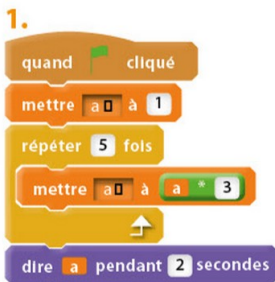 1.
quand cliqué
mettre a à 1
répéter 5 fois
mettre a à a * 3
dire a pendant 2 secondes